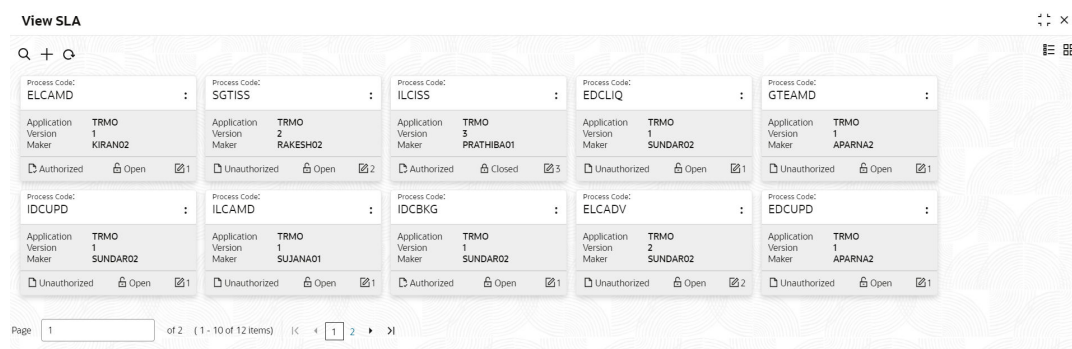 View SLA
Process Code:
ELCAMD
Application TRMO
Version 1
Maker KIRAN02
Authorized Open 1
Process Code:
SGTISS
Application TRMO
Version 2
Maker RAKESH02
Unauthorized Open 2
Process Code:
ILCISS
Application TRMO
Version 3
Maker PRATHIBA01
Authorized Closed 3
Process Code:
EDCLIQ
Application TRMO
Version 1
Maker SUNDAR02
Unauthorized Open 1
Process Code:
GTEAMD
Application TRMO
Version 1
Maker APARNA2
Unauthorized Open 1
Process Code:
IDCUPD
Application TRMO
Version 1
Maker SUNDAR02
Unauthorized Open 1
Process Code:
ILCAMD
Application TRMO
Version 1
Maker SUJANA01
Unauthorized Open 1
Process Code:
IDCBKG
Application TRMO
Version 1
Maker SUNDAR02
Authorized Open 1
Process Code:
ELCADV
Application TRMO
Version 2
Maker SUNDAR02
Unauthorized Open 2
Process Code:
EDCUPD
Application TRMO
Version 1
Maker APARNA2
Unauthorized Open 1
Page 1 of 2 (1 - 10 of 12 items) 1 2